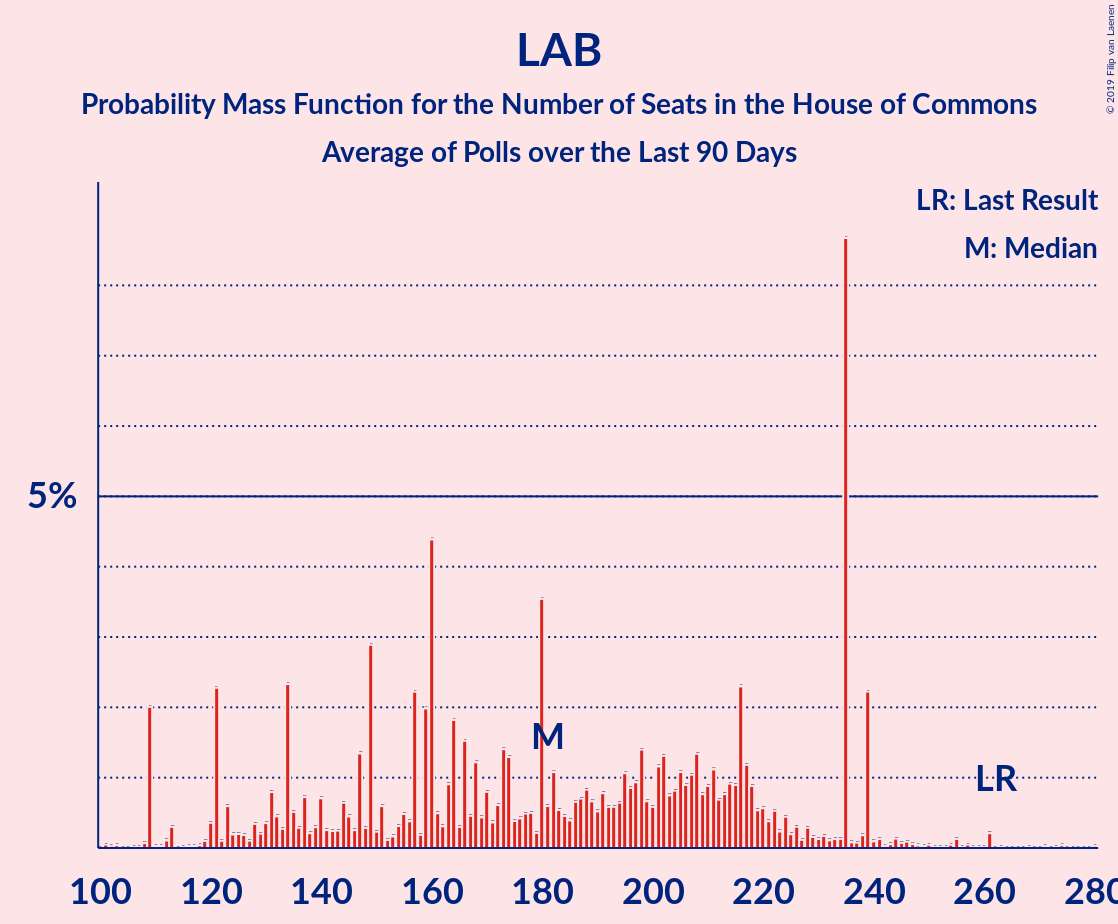 LAB
Probability Mass Function for the Number of Seats in the House of Commons
Average of Polls over the Last 90 Days
© 2019 Filip van Laenen
LR: Last Result
M: Median
5%
M
LR
100 120 140 160 180 200 220 240 260 280